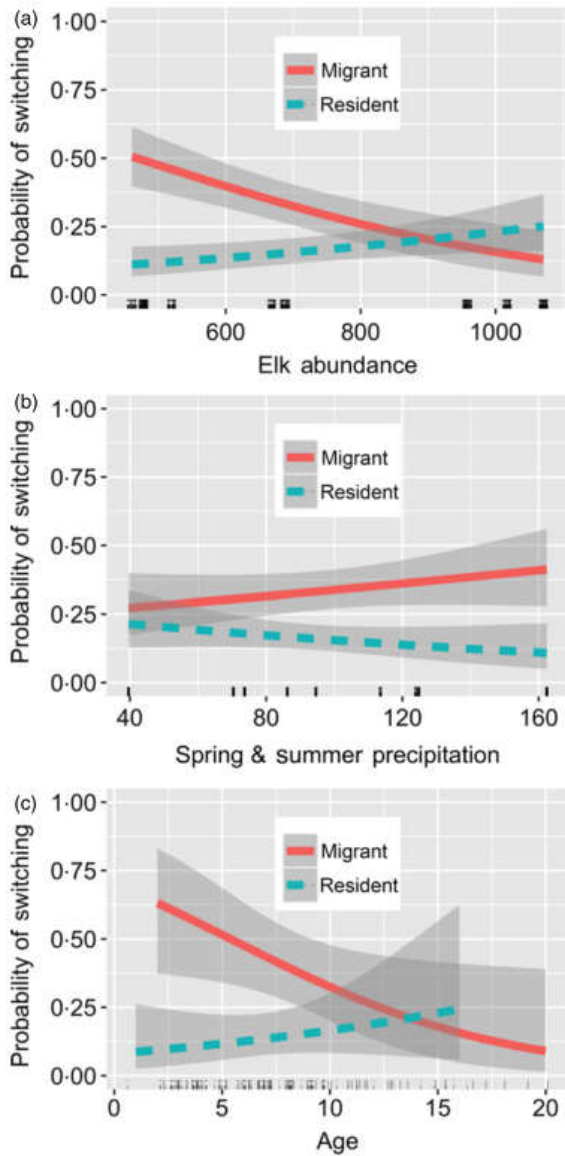 (a)
Probability of switching
1·00
0·75
0·50
0·25
0·00
Migrant
Resident
600 800 1000
Elk abundance
(b)
Probability of switching
1·00
0·75
0·50
0·25
0·00
Migrant
Resident
40 80 120 160
Spring & summer precipitation
(c)
Probability of switching
1·00
0·75
0·50
0·25
0·00
Migrant
Resident
0 5 10 15 20
Age